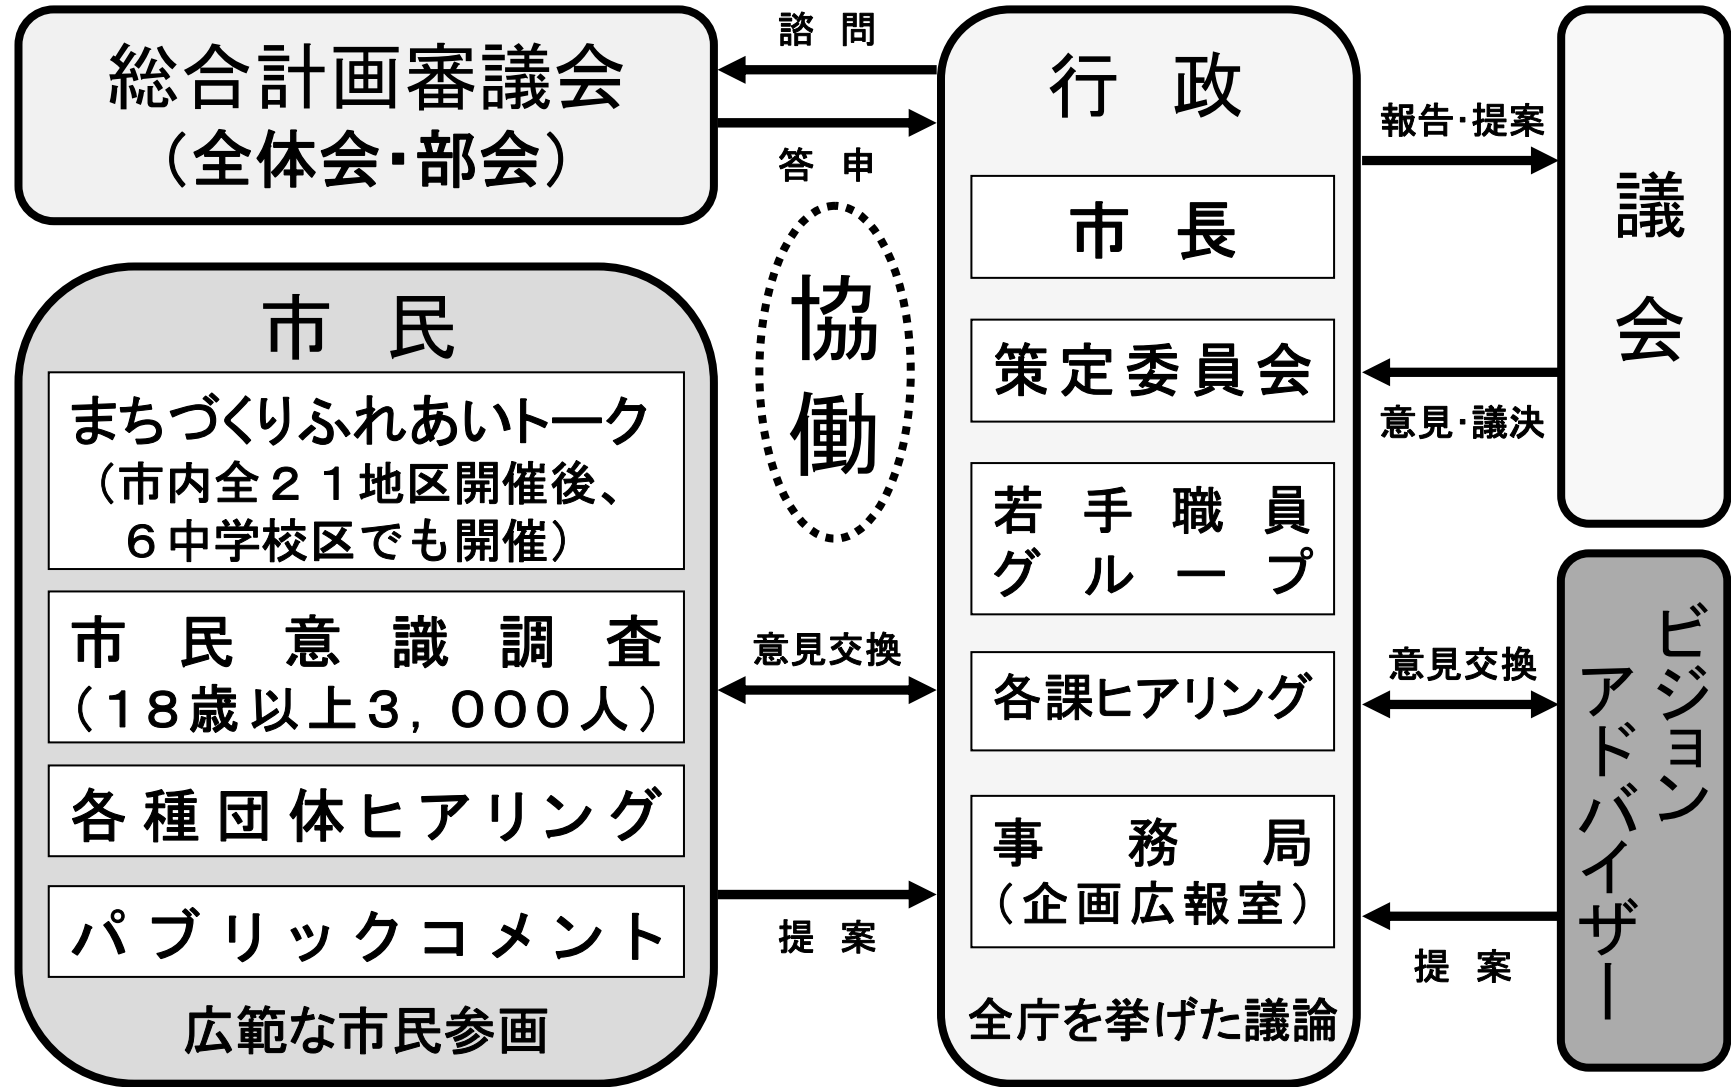 総合計画審議会
（全体会・部会）
諮 問
答 申
協
働
市 民
まちづくりふれあいトーク
（市内全２１地区開催後、
６中学校区でも開催）
市民意識調査
（１８歳以上３，０００人）
各種団体ヒアリング
パブリックコメント
広範な市民参画
意見交換
提 案
行 政
市 長
策定委員会
若手職員
グループ
各課ヒアリング
事務局
（企画広報室）
全庁を挙げた議論
報告・提案
意見・議決
議会
意見交換
提 案
ビジョン
アドバイザー